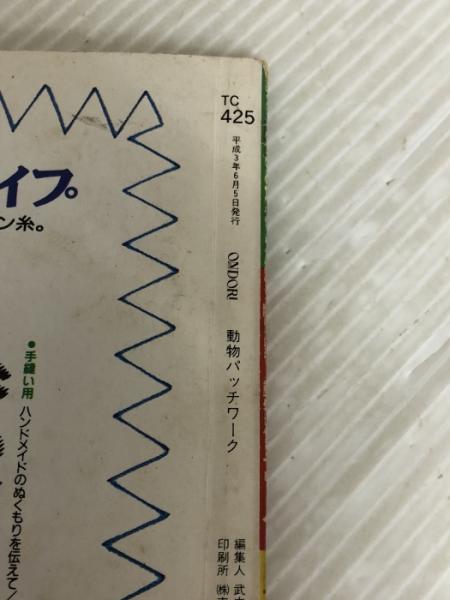 TC
425
平成3年6月5日発行
ONDORI
動物パッチワーク
編集人 武
印刷所 ㈱
イプ
ン糸。
●手縫い用
ハンドメイドのぬくもりを伝えて